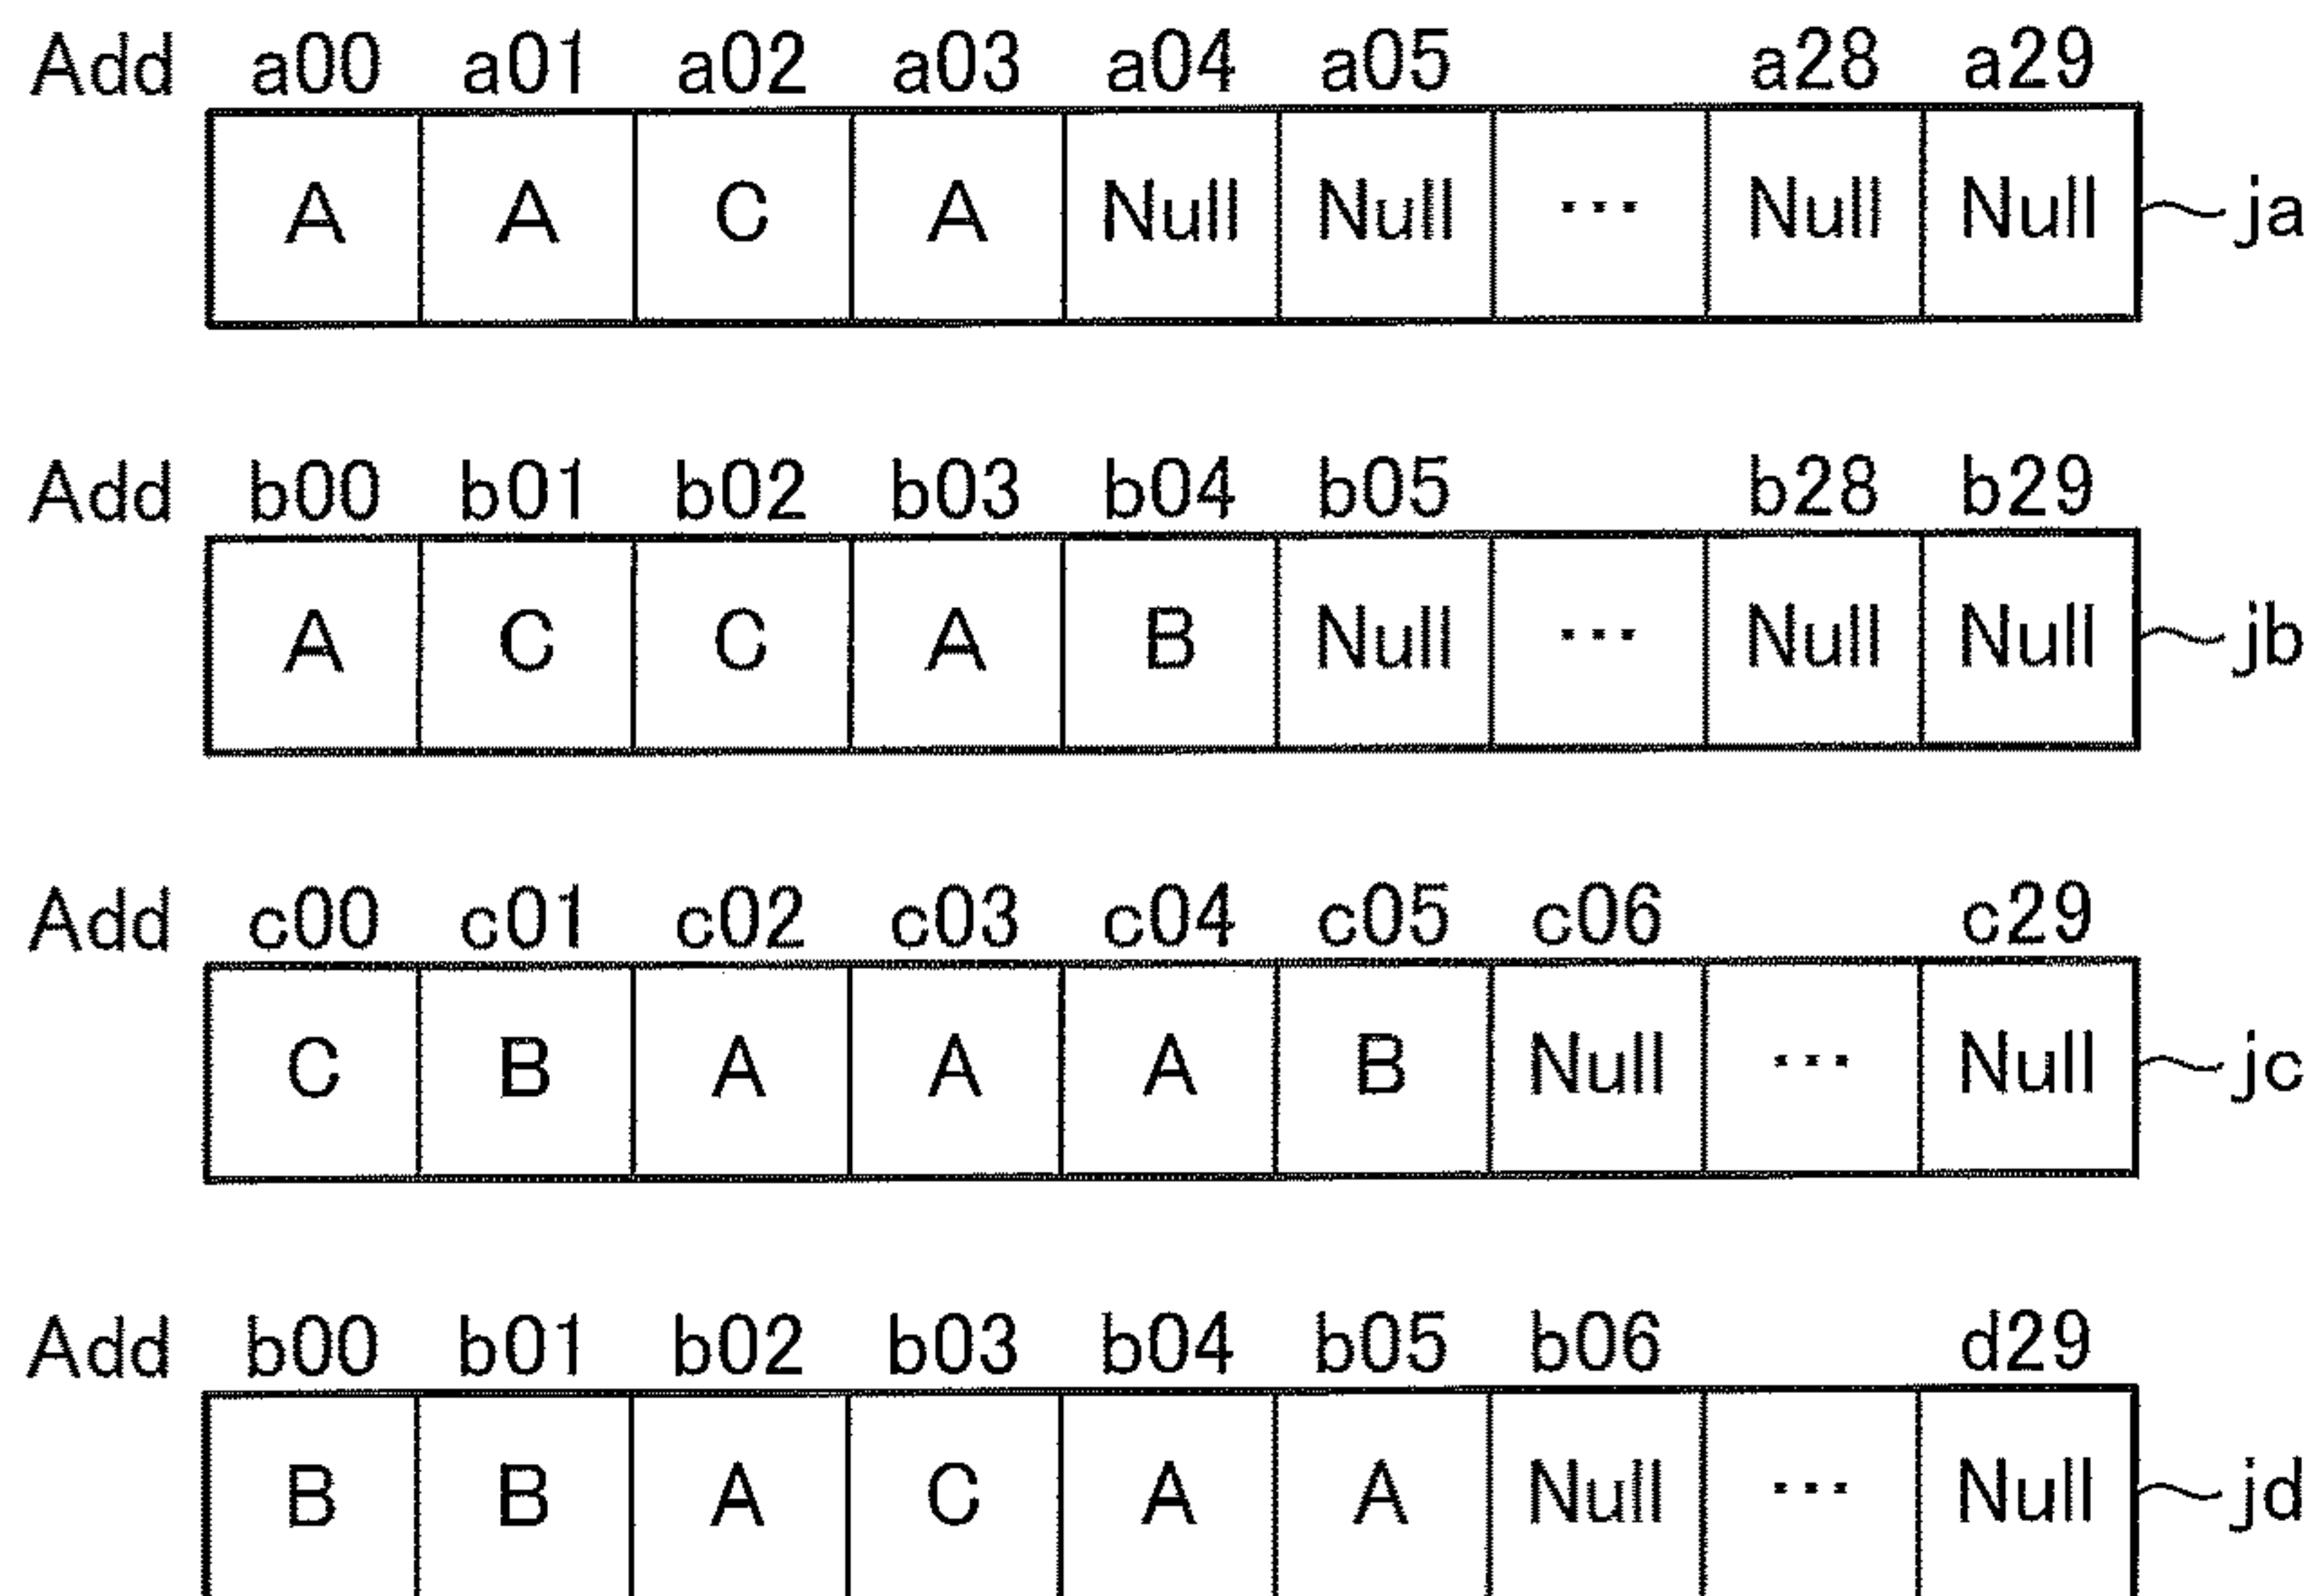 Add a00 a01 a02 a03 a04 a05 a28 a29
A A C A Null Null ... Null Null ja
Add b00 b01 b02 b03 b04 b05 b28 b29
A C C A B Null ... Null Null jb
Add c00 c01 c02 c03 c04 c05 c06 c29
C B A A A B Null ... Null jc
Add b00 b01 b02 b03 b04 b05 b06 d29
B B A C A A Null ... Null jd